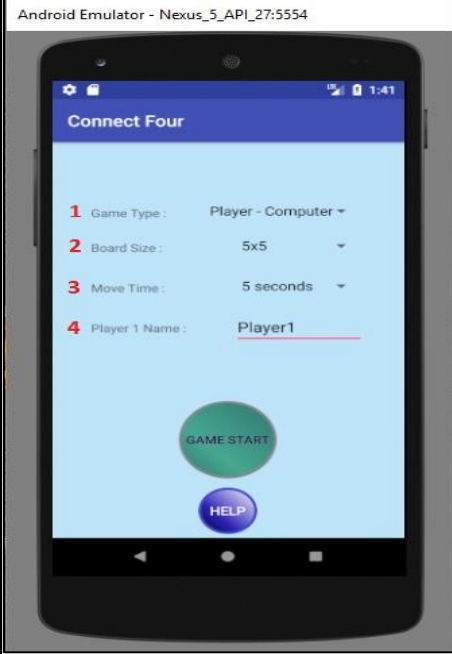 Android Emulator - Nexus_5_API_27:5554
1:41
Connect Four
1 Game Type : Player - Computer
2 Board Size : 5x5
3 Move Time : 5 seconds
4 Player 1 Name : Player1
GAME START
HELP